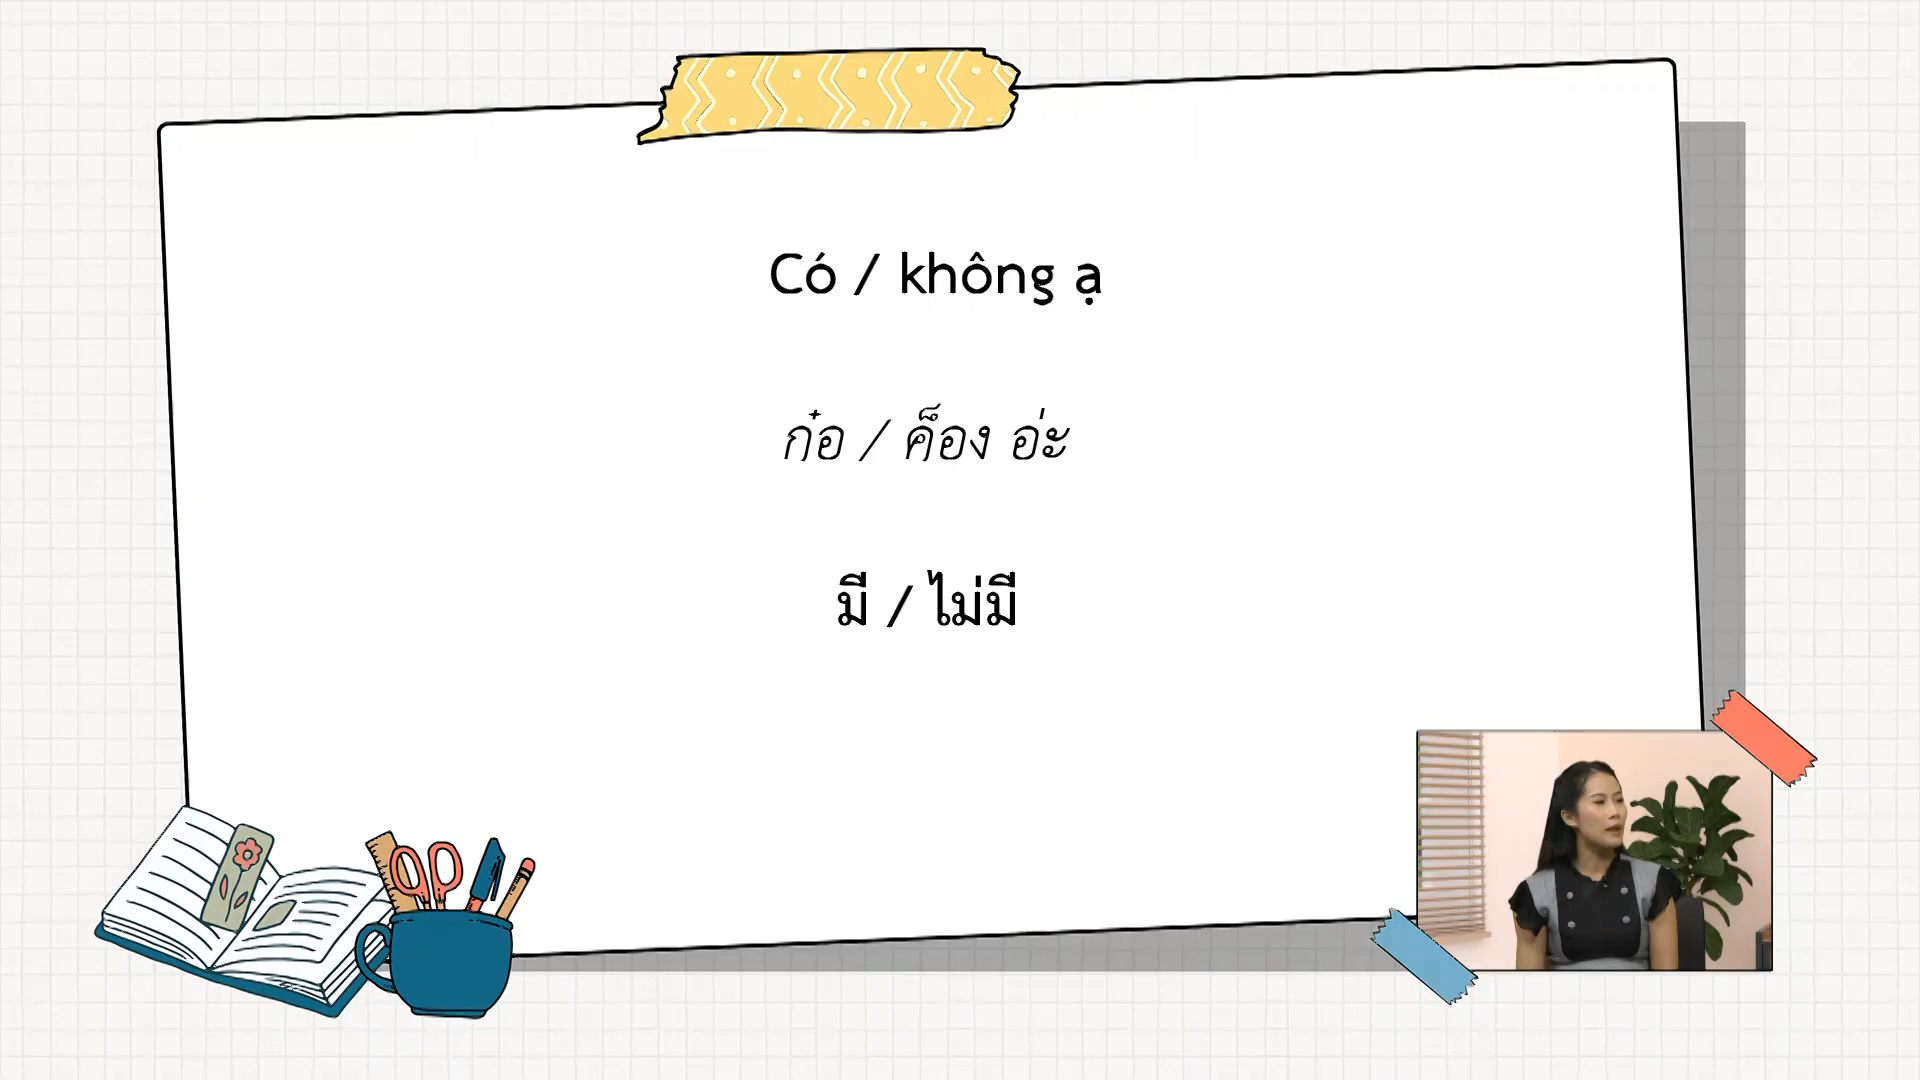 Có / không ạ
ก๋อ / ค็อง อ่ะ
มี / ไม่มี